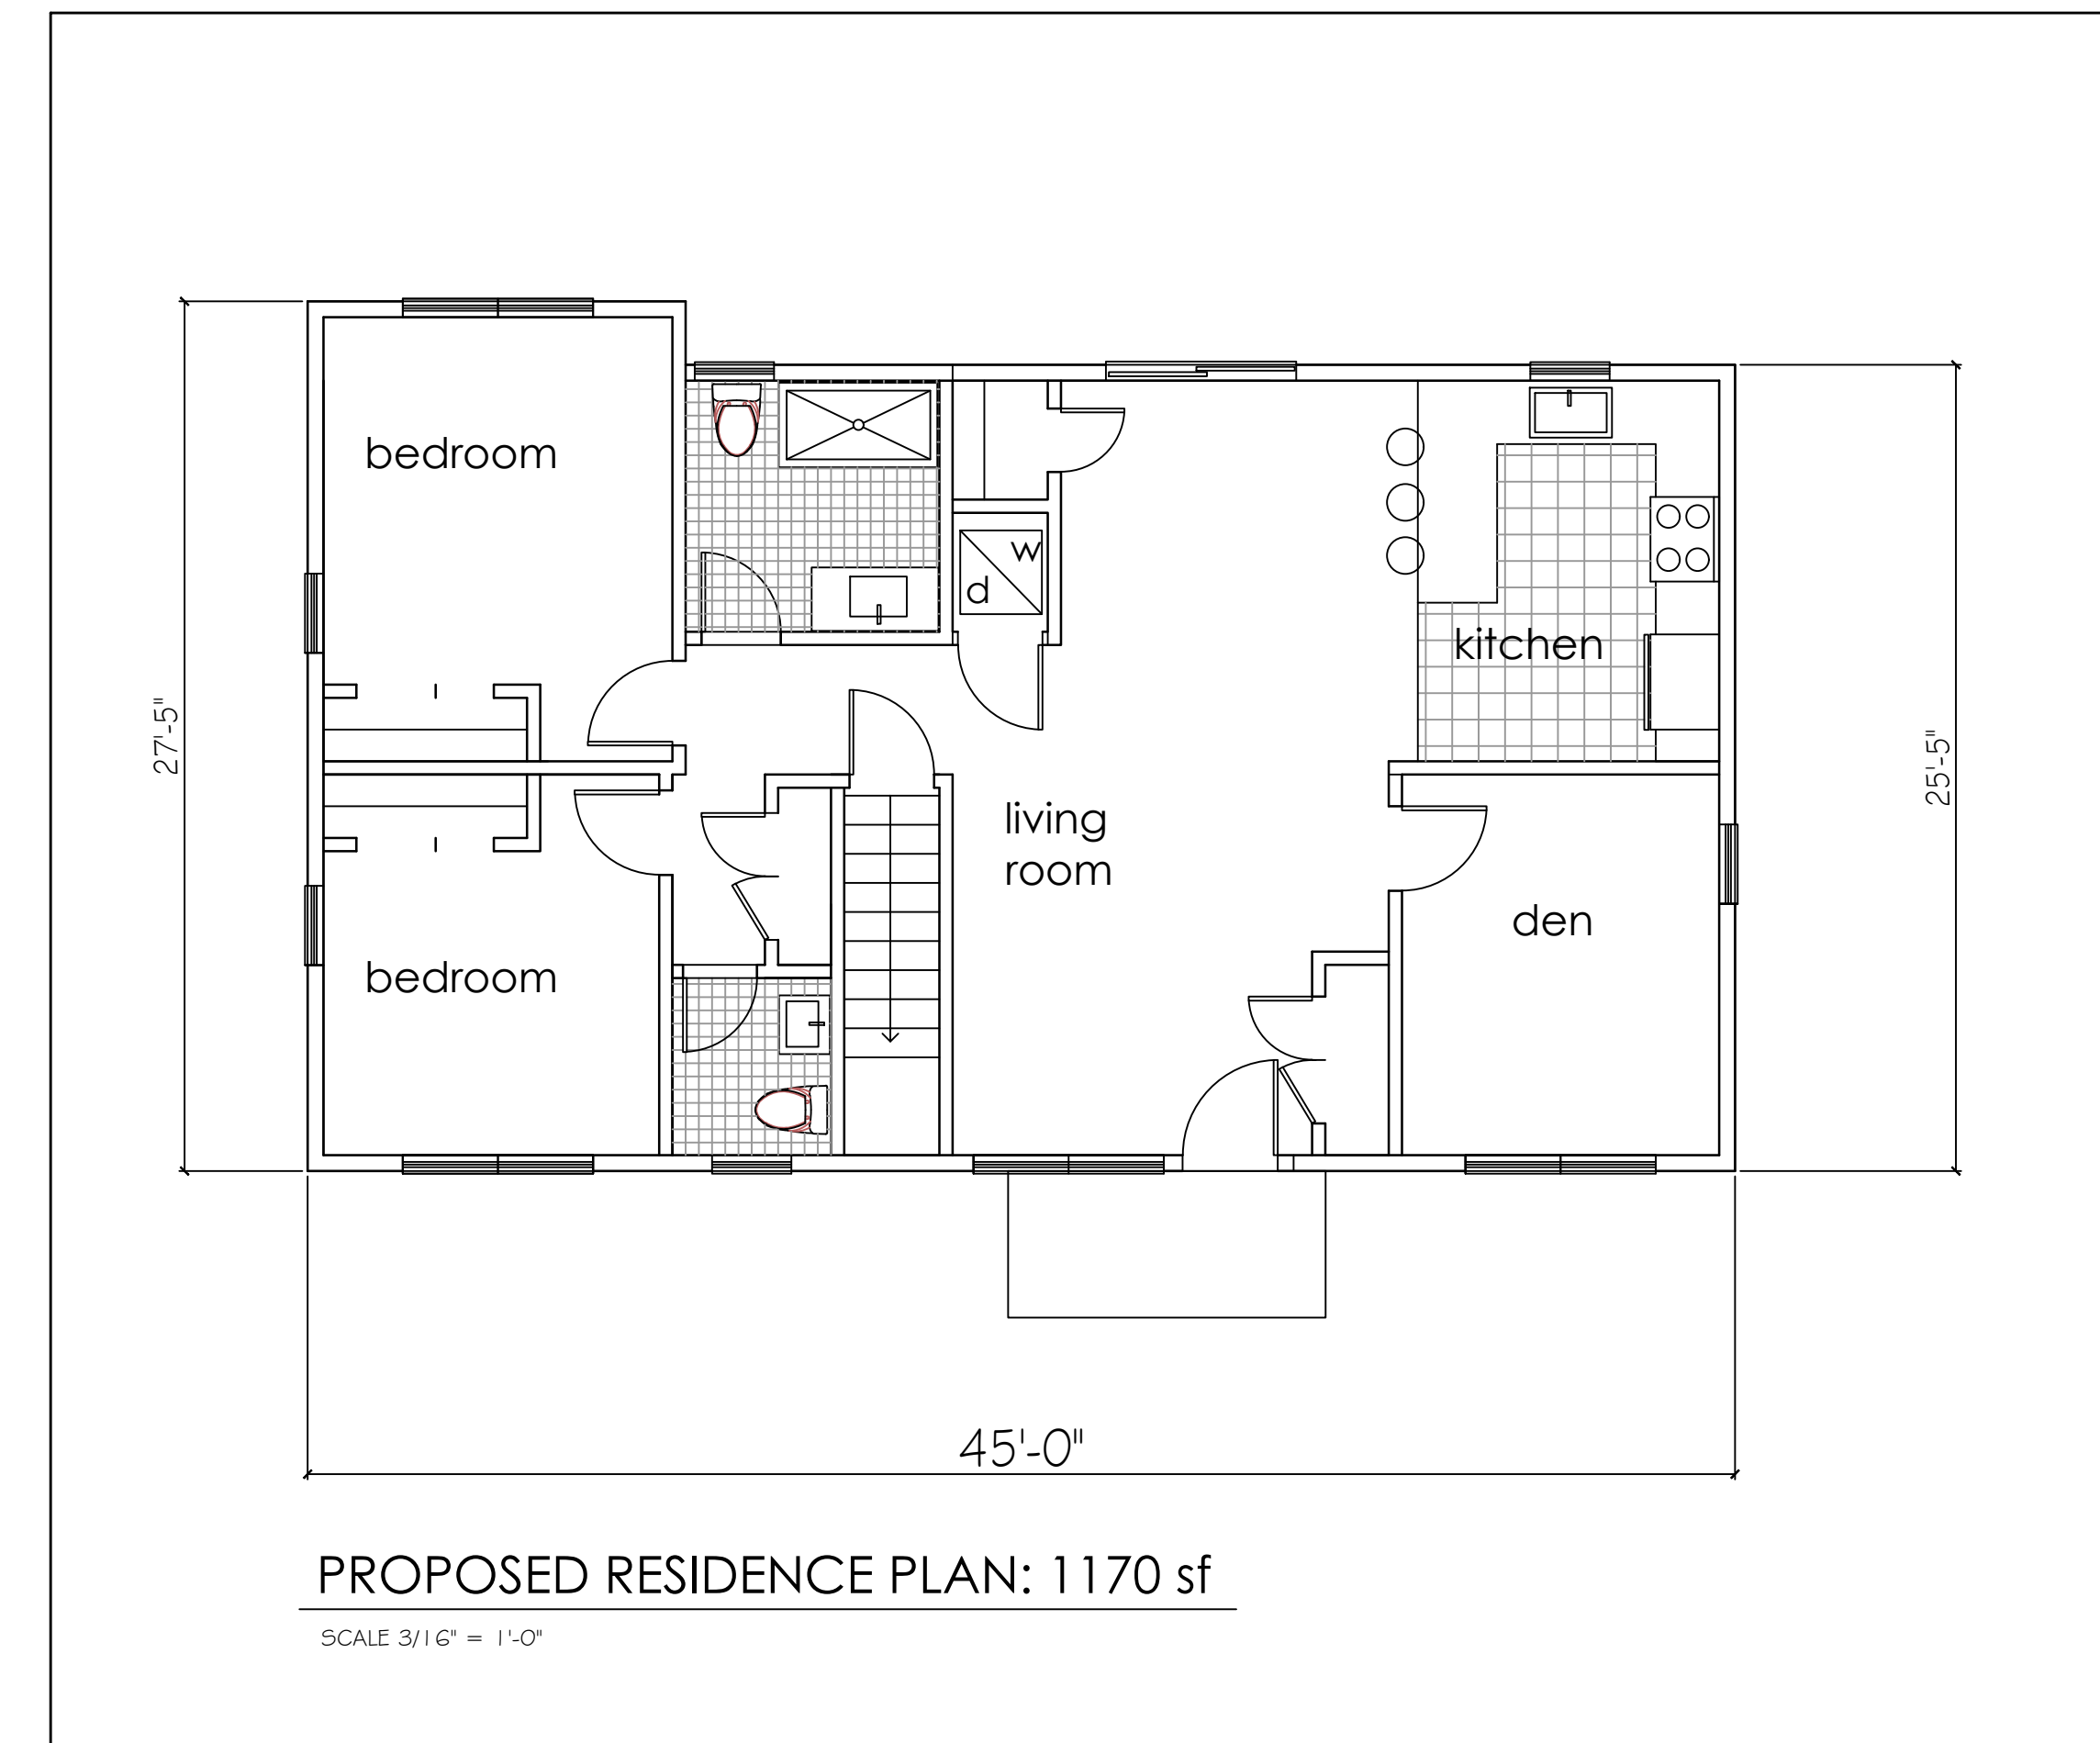 bedroom
w
d
kitchen
27'-5"
25'-5"
living
room
den
bedroom
45'-0"
PROPOSED RESIDENCE PLAN: 1170 sf
SCALE 3/16" = 1'-0"